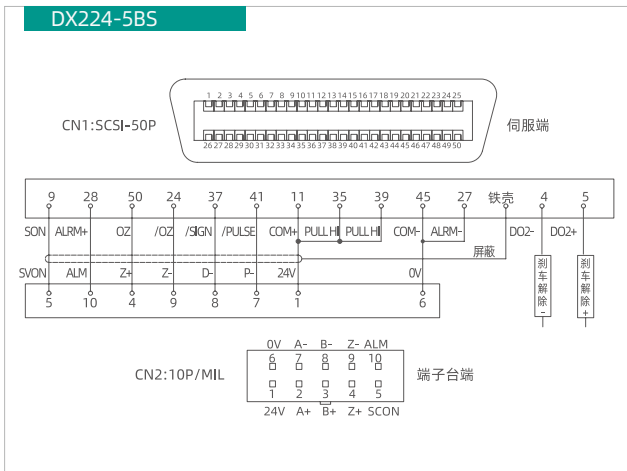 DX224-5BS
1 2 3 4 5 6 7 8 9 10 11 12 13 14 15 16 17 18 19 20 21 22 23 24 25
CN1:SCSI-50P
伺服端
26 27 28 29 30 31 32 33 34 35 36 37 38 39 40 41 42 43 44 45 46 47 48 49 50
9 28 50 24 37 41 11 35 39 45 27 铁壳 4 5
SON ALRM+ OZ /OZ /SIGN /PULSE COM+ PULL HI PULL HI COM- ALRM- DO2- DO2+
屏蔽
SVON ALM Z+ Z- D- P- 24V 0V
5 10 4 9 8 7 1 6
刹车解除-
刹车解除+
0V A- B- Z- ALM
6 7 8 9 10
CN2:10P/MIL
端子台端
1 2 3 4 5
24V A+ B+ Z+ SCON